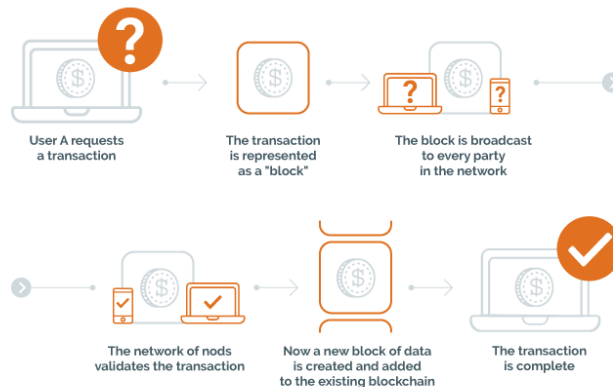 User A requests
a transaction
The transaction
is represented
as a "block"
The block is broadcast
to every party
in the network
The network of nods
validates the transaction
Now a new block of data
is created and added
to the existing blockchain
The transaction
is complete